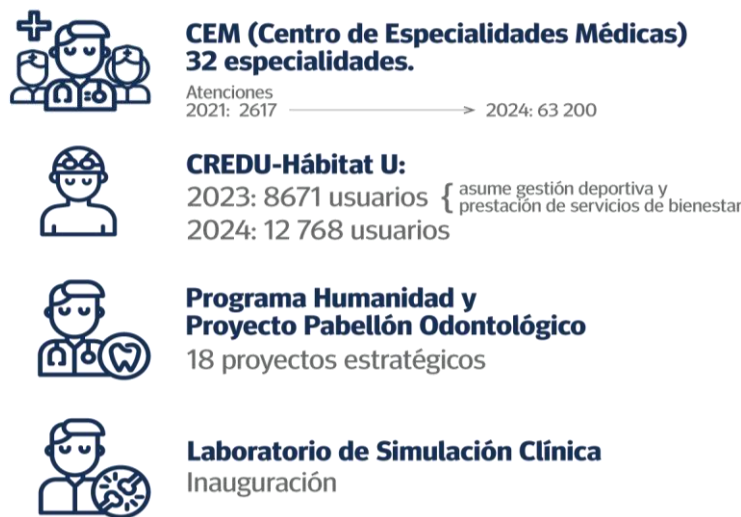 CEM (Centro de Especialidades Médicas)
32 especialidades.
Atenciones
2021: 2617 2024: 63 200
CREDU-Hábitat U:
2023: 8671 usuarios { asume gestión deportiva y
prestación de servicios de bienestar
2024: 12 768 usuarios
Programa Humanidad y
Proyecto Pabellón Odontológico
18 proyectos estratégicos
Laboratorio de Simulación Clínica
Inauguración